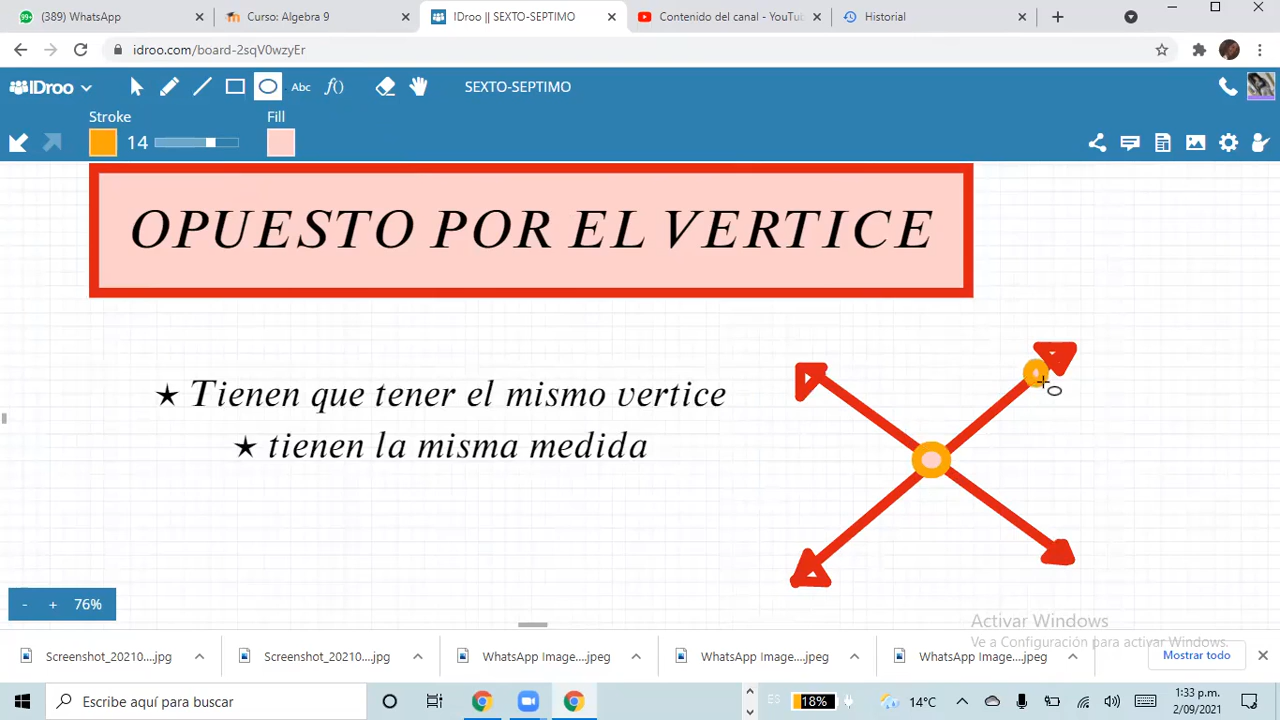 (389) WhatsApp
Curso: Algebra 9
IDroo || SEXTO-SEPTIMO
Contenido del canal - YouTu
Historial
idroo.com/board-2sqV0wzyEr
IDroo
Abc
f()
SEXTO-SEPTIMO
Stroke
14
Fill
OPUESTO POR EL VERTICE
★ Tienen que tener el mismo vertice
★ tienen la misma medida
- + 76%
Activar Windows
Ve a Configuración para activar Windows.
Screenshot_20210....jpg
Screenshot_20210....jpg
WhatsApp Image....jpeg
WhatsApp Image....jpeg
WhatsApp Image....jpeg
Mostrar todo
Escribe aquí para buscar
ES
18%
14°C
1:33 p.m.
2/09/2021